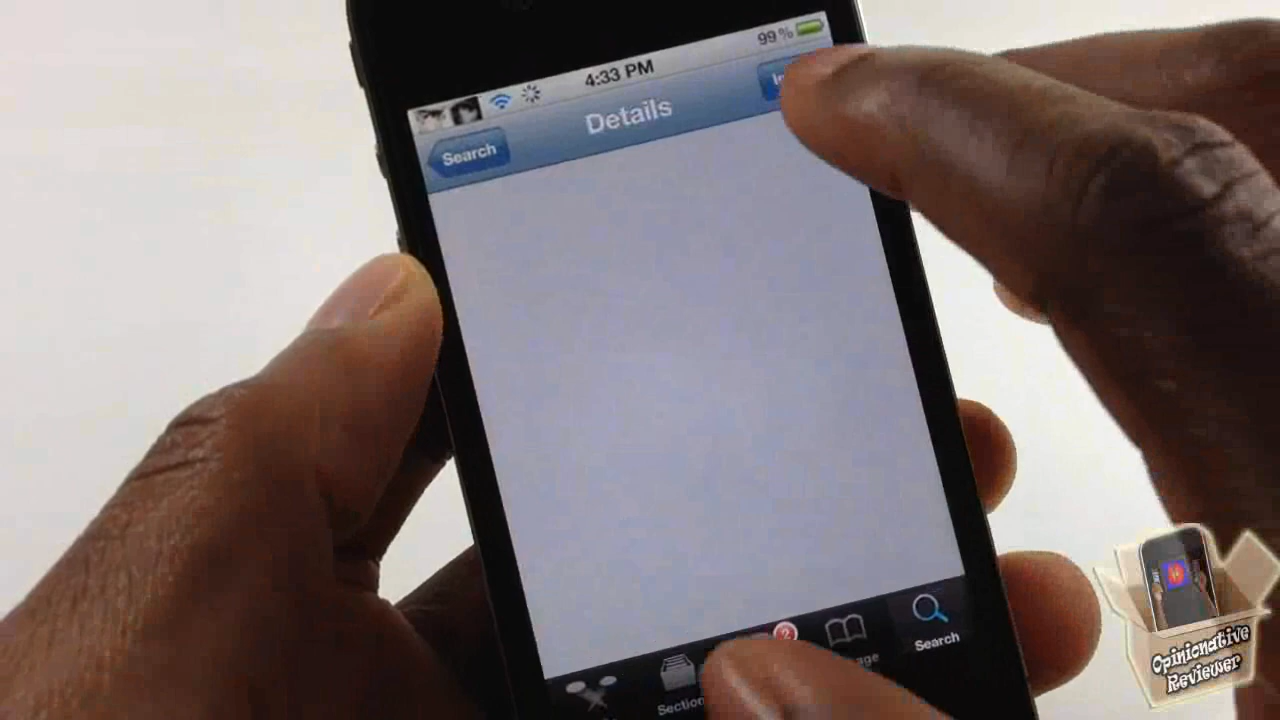 99%
4:33 PM
Details
Search
2
Search
Opinionative
Reviewer